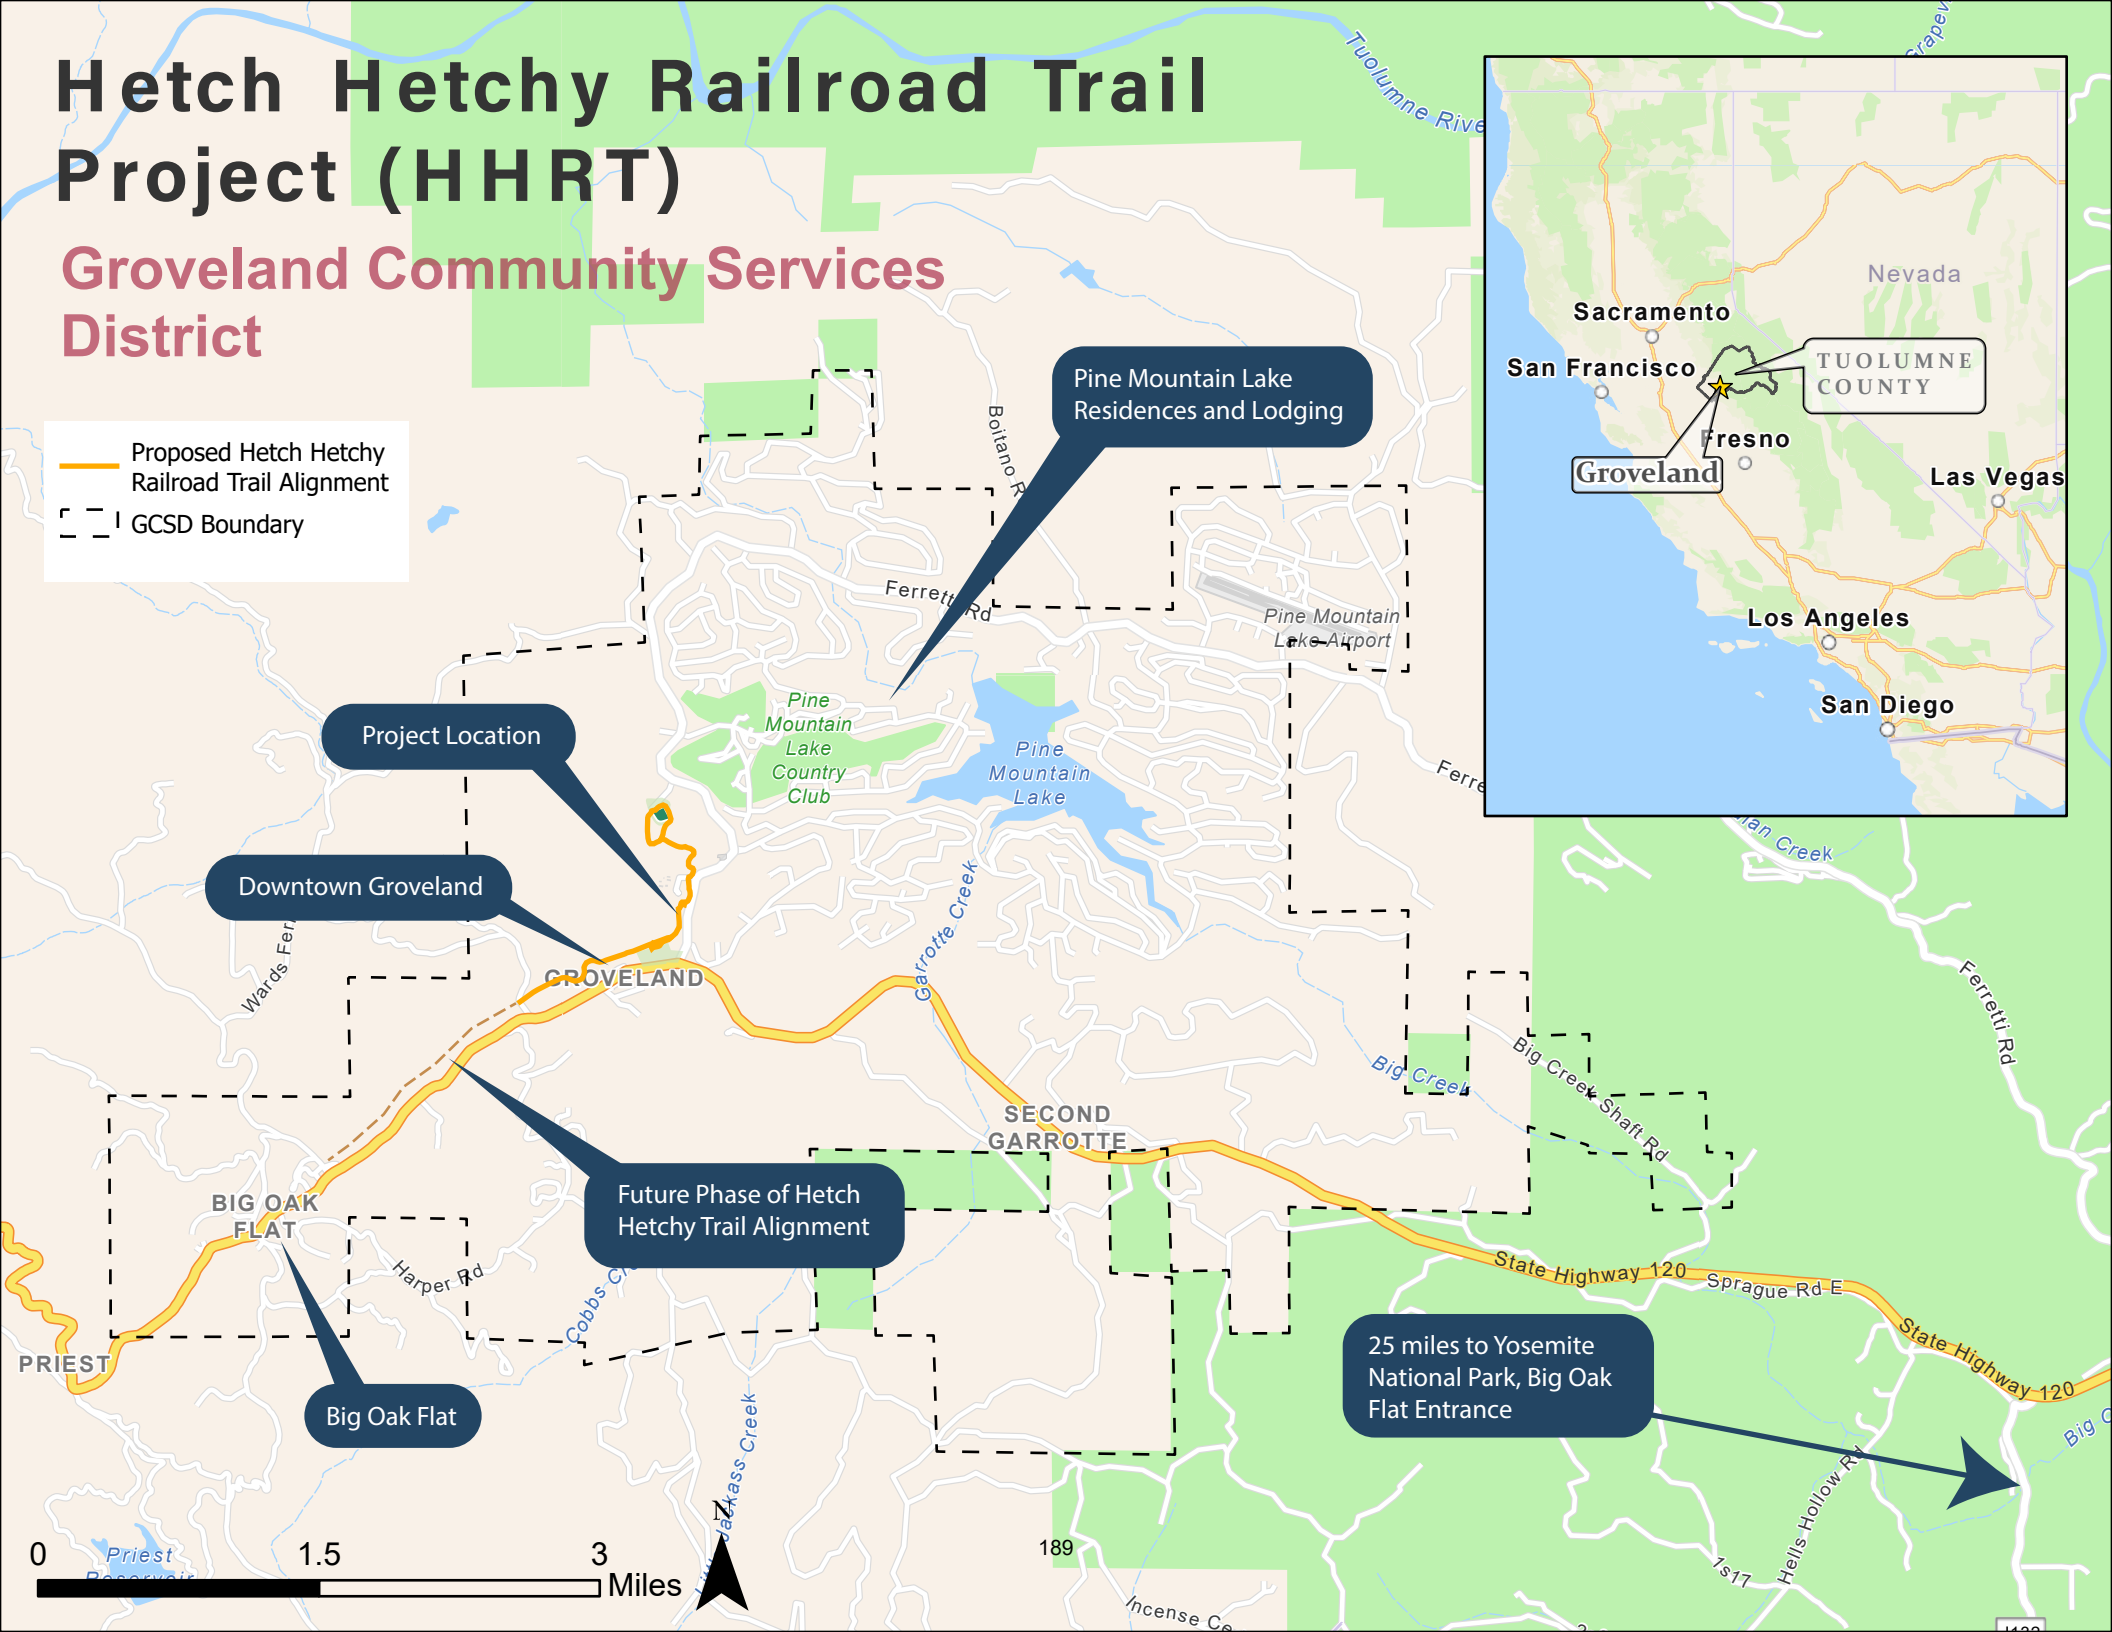 Hetch Hetchy Railroad Trail
Project (HHRT)
Groveland Community Services
District
Proposed Hetch Hetchy
Railroad Trail Alignment
GCSD Boundary
Tuolumne
Nevada
Sacramento
San Francisco
TUOLUMNE
COUNTY
Fresno
Groveland
Las Vegas
Los Angeles
San Diego
Pine Mountain Lake
Residences and Lodging
Ferretti Rd
Pine Mountain
Lake Airport
Project Location
Pine
Mountain
Lake
Country
Club
Pine
Mountain
Lake
Creek
Downtown Groveland
Garrotte Creek
Wards
GROVELAND
Ferretti Rd
Big Creek
Big Creek Shaft Rd
SECOND
GARROTTE
BIG OAK
FLAT
Future Phase of Hetch
Hetchy Trail Alignment
Harper Rd
Cobbs
State Highway 120
Sprague Rd E
State Highway 120
PRIEST
Big Oak Flat
25 miles to Yosemite
National Park, Big Oak
Flat Entrance
Big
Jackass Creek
Hells Hollow Rd
N
189
1s17
0 1.5 3
Miles
Priest
Reservoir
Incense